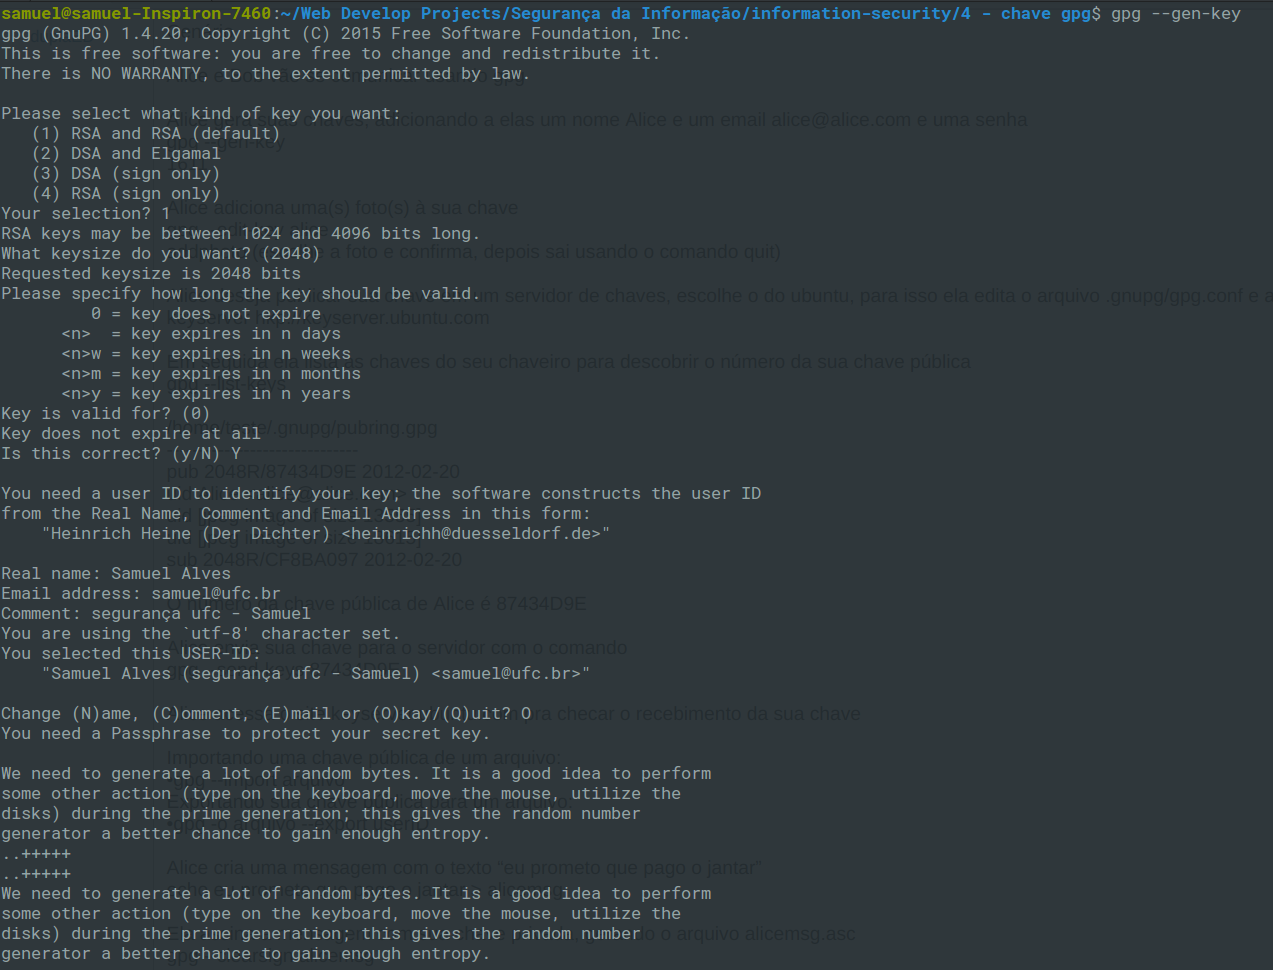 samuel@samuel-Inspiron-7460:~/Web Develop Projects/Segurança da Informação/information-security/4 - chave gpg$ gpg --gen-key
gpg (GnuPG) 1.4.20; Copyright (C) 2015 Free Software Foundation, Inc.
This is free software: you are free to change and redistribute it.
There is NO WARRANTY, to the extent permitted by law.

Please select what kind of key you want:
   (1) RSA and RSA (default)
   (2) DSA and Elgamal
   (3) DSA (sign only)
   (4) RSA (sign only)
Your selection? 1
RSA keys may be between 1024 and 4096 bits long.
What keysize do you want? (2048)
Requested keysize is 2048 bits
Please specify how long the key should be valid.
         0 = key does not expire
      <n>  = key expires in n days
      <n>w = key expires in n weeks
      <n>m = key expires in n months
      <n>y = key expires in n years
Key is valid for? (0)
Key does not expire at all
Is this correct? (y/N) Y

You need a user ID to identify your key; the software constructs the user ID
from the Real Name, Comment and Email Address in this form:
    "Heinrich Heine (Der Dichter) <heinrichh@duesseldorf.de>"

Real name: Samuel Alves
Email address: samuel@ufc.br
Comment: segurança ufc - Samuel
You are using the `utf-8' character set.
You selected this USER-ID:
    "Samuel Alves (segurança ufc - Samuel) <samuel@ufc.br>"

Change (N)ame, (C)omment, (E)mail or (O)kay/(Q)uit? O
You need a Passphrase to protect your secret key.

We need to generate a lot of random bytes. It is a good idea to perform
some other action (type on the keyboard, move the mouse, utilize the
disks) during the prime generation; this gives the random number
generator a better chance to gain enough entropy.
..+++++
..+++++
We need to generate a lot of random bytes. It is a good idea to perform
some other action (type on the keyboard, move the mouse, utilize the
disks) during the prime generation; this gives the random number
generator a better chance to gain enough entropy.